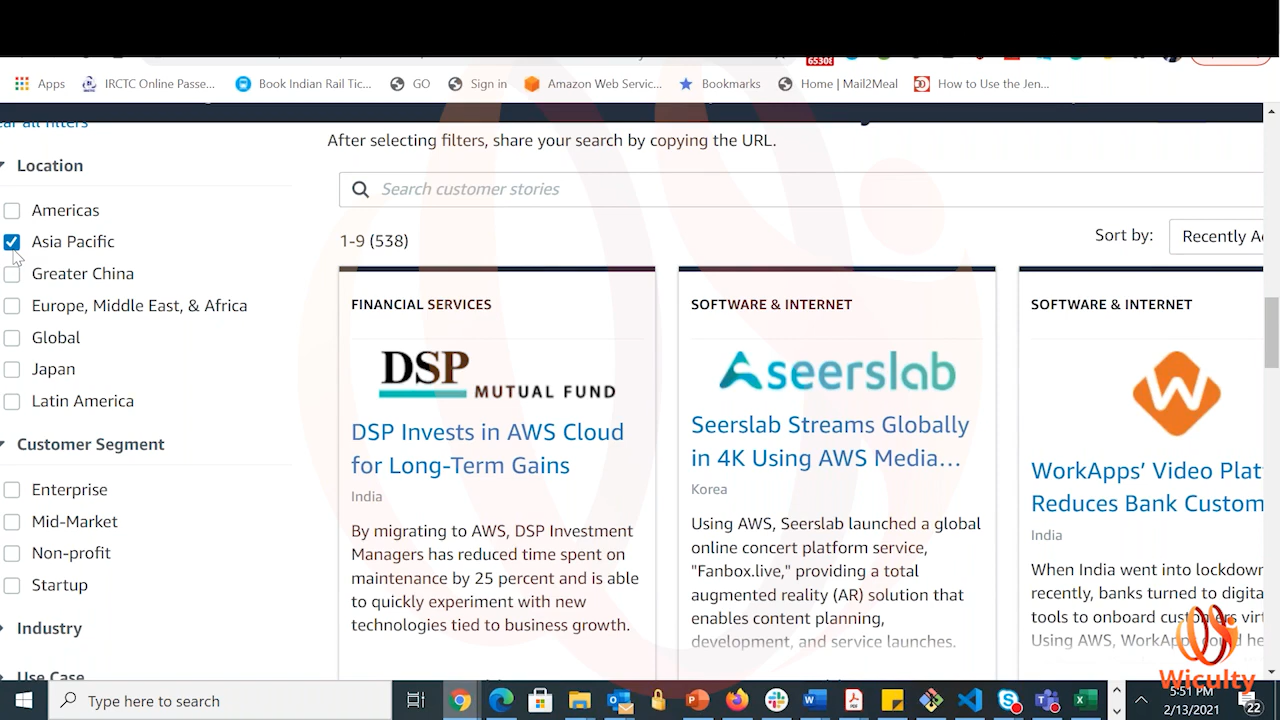 65308
Apps
IRCTC Online Passe...
Book Indian Rail Tic...
GO
Sign in
Amazon Web Servic...
Bookmarks
Home | Mail2Meal
How to Use the Jen...
ear all filters
Location
Americas
Asia Pacific
Greater China
Europe, Middle East, & Africa
Global
Japan
Latin America
Customer Segment
Enterprise
Mid-Market
Non-profit
Startup
Industry
Use Case
After selecting filters, share your search by copying the URL.
Search customer stories
1-9 (538)
Sort by:
Recently A
FINANCIAL SERVICES
DSP
MUTUAL FUND
DSP Invests in AWS Cloud
for Long-Term Gains
India
By migrating to AWS, DSP Investment
Managers has reduced time spent on
maintenance by 25 percent and is able
to quickly experiment with new
technologies tied to business growth.
SOFTWARE & INTERNET
seerslab
Seerslab Streams Globally
in 4K Using AWS Media...
Korea
Using AWS, Seerslab launched a global
online concert platform service,
"Fanbox.live," providing a total
augmented reality (AR) solution that
enables content planning,
development, and service launches.
SOFTWARE & INTERNET
W
WorkApps' Video Plat
Reduces Bank Custom
India
When India went into lockdow
recently, banks turned to digita
tools to onboard customers virt
Using AWS, WorkApps
Wiculty
Type here to search
5:51 PM
2/13/2021
22